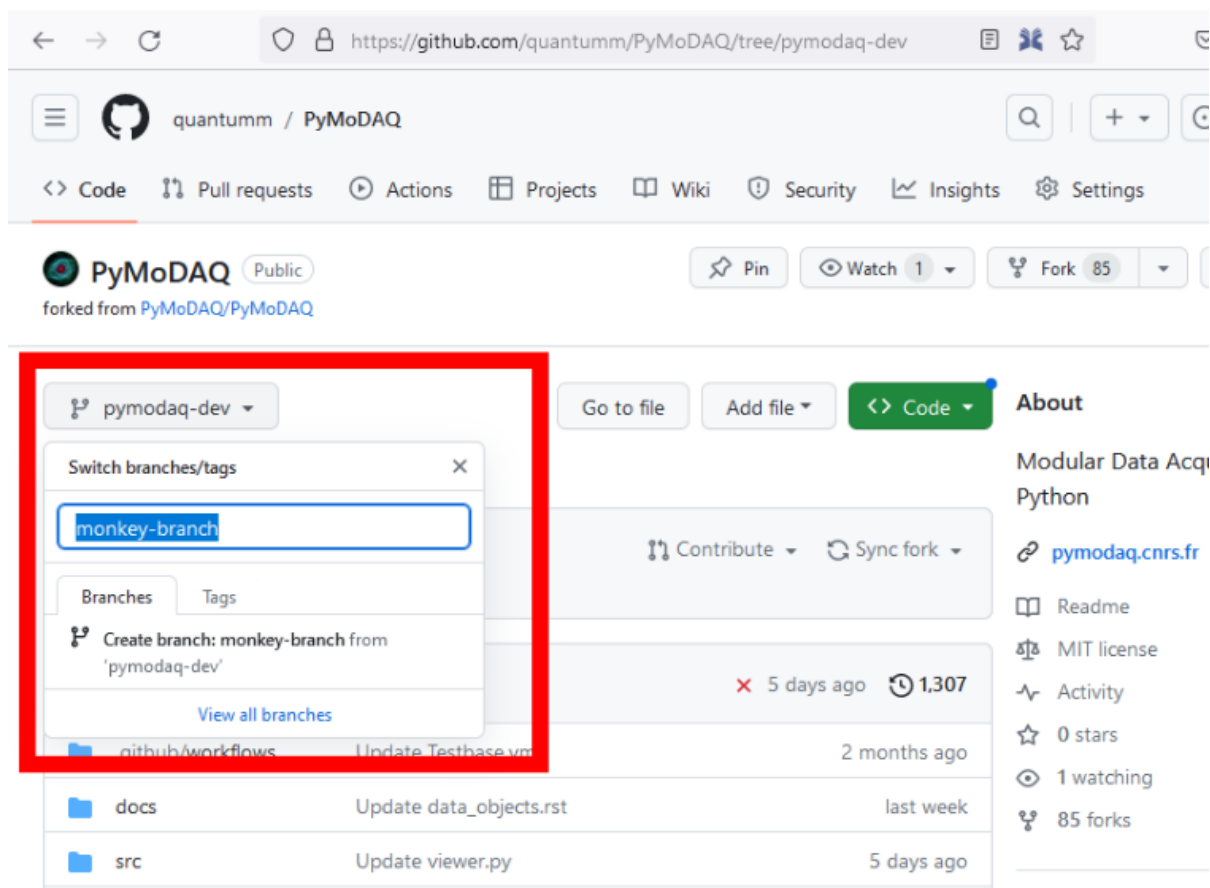 https://github.com/quantumm/PyMoDAQ/tree/pymodaq-dev
quantumm / PyMoDAQ
<> Code Pull requests Actions Projects Wiki Security Insights Settings
PyMoDAQ Public Pin Watch 1 Fork 85
forked from PyMoDAQ/PyMoDAQ
pymodaq-dev Go to file Add file <> Code About
Switch branches/tags
monkey-branch
Contribute Sync fork
Branches Tags
Create branch: monkey-branch from
'pymodaq-dev'
View all branches
5 days ago 1,307
.github/workflows Update Testbase.ym 2 months ago
docs Update data_objects.rst last week
src Update viewer.py 5 days ago
Modular Data Acqu
Python
pymodaq.cnrs.fr
Readme
MIT license
Activity
0 stars
1 watching
85 forks